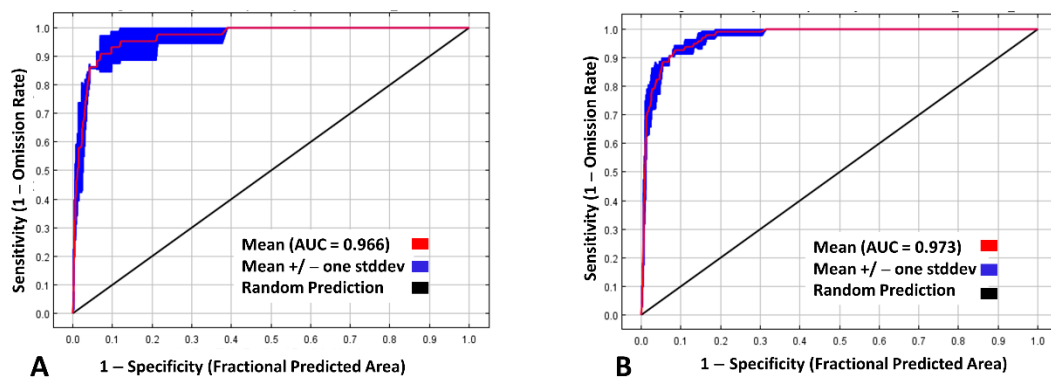 1.0
0.9
0.8
0.7
0.6
0.5
0.4
0.3
0.2
0.1
0.0
Sensitivity (1 – Omission Rate)
Mean (AUC = 0.966)
Mean +/ – one stddev
Random Prediction
0.0 0.1 0.2 0.3 0.4 0.5 0.6 0.7 0.8 0.9 1.0
A
1 – Specificity (Fractional Predicted Area)
1.0
0.9
0.8
0.7
0.6
0.5
0.4
0.3
0.2
0.1
0.0
Sensitivity (1 – Omission Rate)
Mean (AUC = 0.973)
Mean +/ – one stddev
Random Prediction
0.0 0.1 0.2 0.3 0.4 0.5 0.6 0.7 0.8 0.9 1.0
B
1 – Specificity (Fractional Predicted Area)